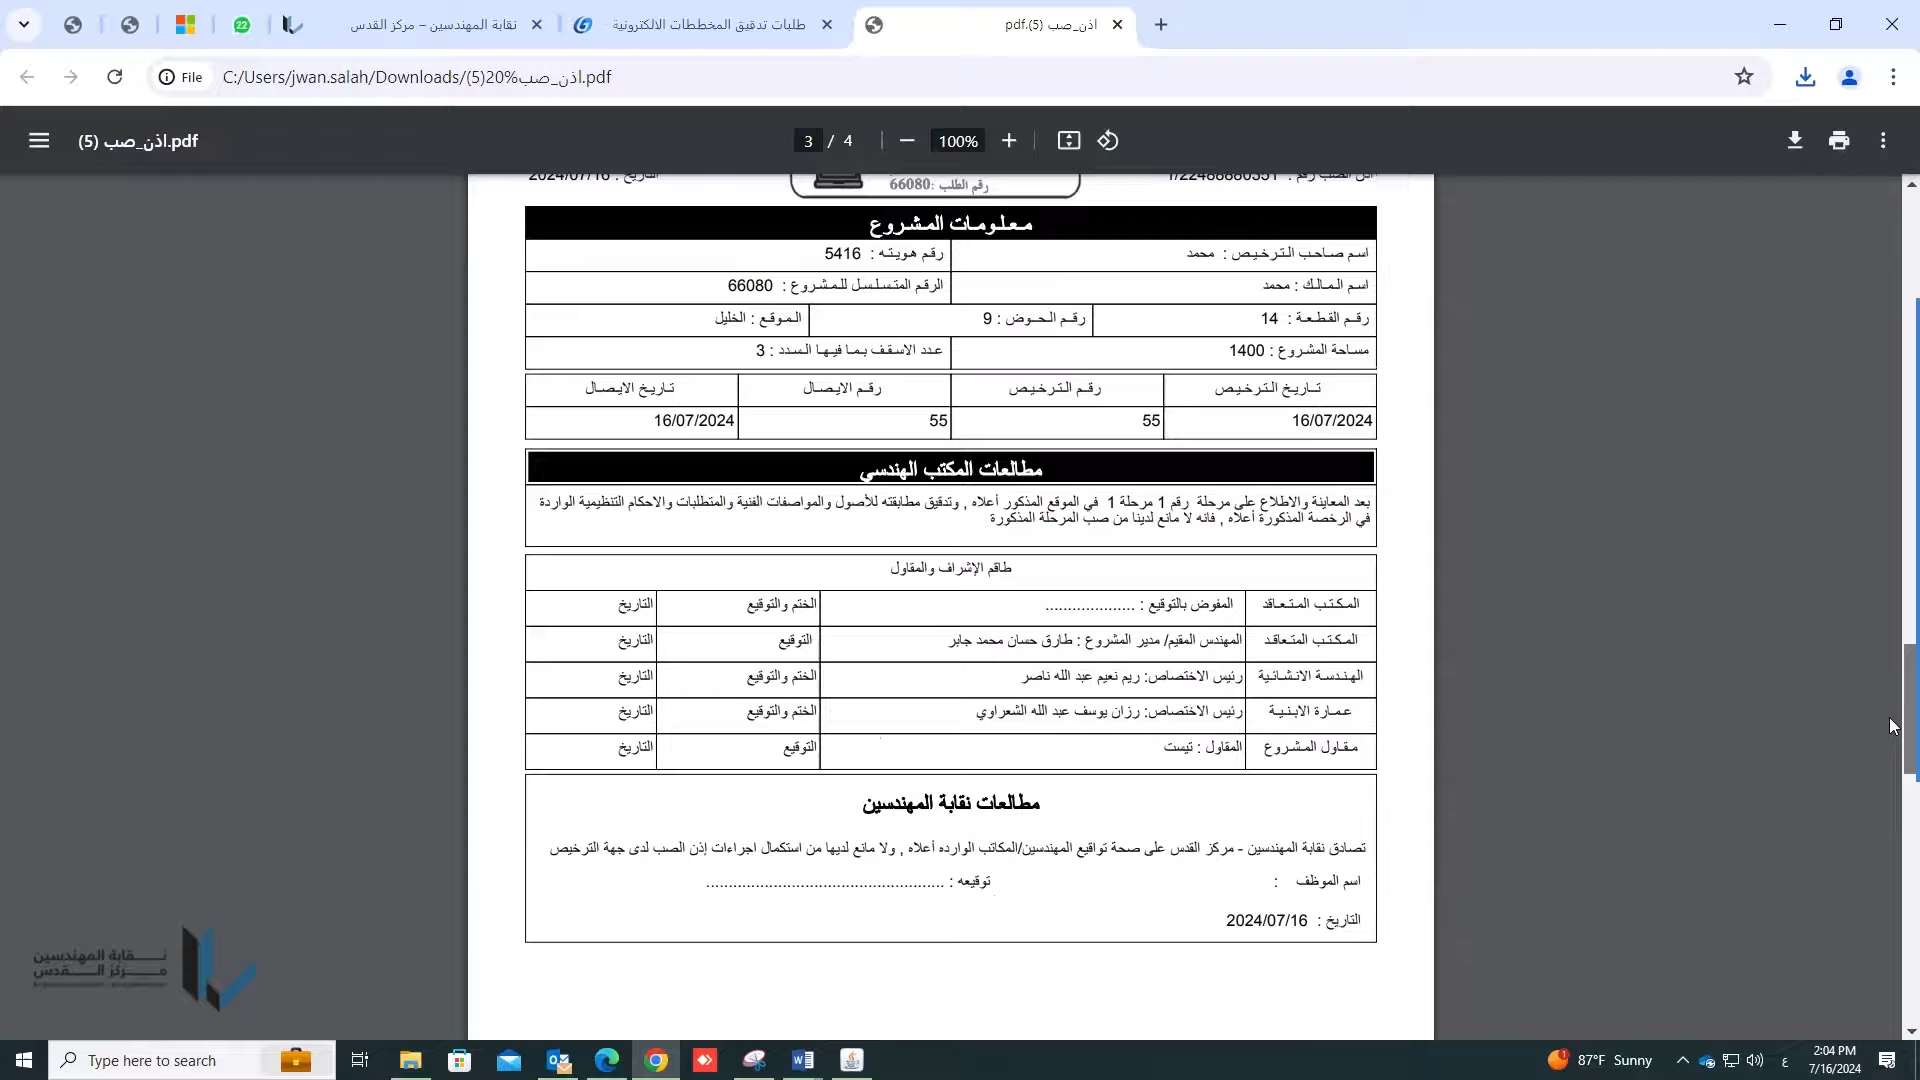 نقابة المهندسين – مركز القدس
طلبات تدقيق المخططات الالكترونية
اذن_صب (5).pdf
22
File
C:/Users/jwan.salah/Downloads/اذن_صب%20(5).pdf
اذن_صب (5).pdf
3 / 4
100%
اذن الصب رقم : 1/22488880351
رقم الطلب :66080
التاريخ : 2024/07/16
معلومات المشروع
اسم صاحب الترخيص : محمد
رقم هويته : 5416
اسم المالك : محمد
الرقم المتسلسل للمشروع : 66080
رقم القطعة : 14
رقم الحوض : 9
الموقع : الخليل
مساحة المشروع : 1400
عدد الاسقف بما فيها السدد : 3
تاريخ الترخيص
رقم الترخيص
رقم الايصال
تاريخ الايصال
16/07/2024
55
55
16/07/2024
مطالعات المكتب الهندسي
بعد المعاينة والاطلاع على مرحلة رقم 1 مرحلة 1 في الموقع المذكور أعلاه , وتدقيق مطابقته للأصول والمواصفات الفنية والمتطلبات والاحكام التنظيمية الواردة
في الرخصة المذكورة أعلاه , فانه لا مانع لدينا من صب المرحلة المذكورة
طاقم الإشراف والمقاول
المكتب المتعاقد
المفوض بالتوقيع : ....................
الختم والتوقيع
التاريخ
المكتب المتعاقد
المهندس المقيم/ مدير المشروع : طارق حسان محمد جابر
التوقيع
التاريخ
الهندسة الانشائية
رئيس الاختصاص: ريم نعيم عبد الله ناصر
الختم والتوقيع
التاريخ
عمارة الابنية
رئيس الاختصاص: رزان يوسف عبد الله الشعراوي
الختم والتوقيع
التاريخ
مقاول المشروع
المقاول : تيست
التوقيع
التاريخ
مطالعات نقابة المهندسين
تصادق نقابة المهندسين - مركز القدس على صحة تواقيع المهندسين/المكاتب الوارده أعلاه , ولا مانع لديها من استكمال اجراءات إذن الصب لدى جهة الترخيص
اسم الموظف :
توقيعه : .....................................................
التاريخ : 2024/07/16
نقابة المهندسين
مركز القدس
Type here to search
87°F Sunny
ع
2:04 PM
7/16/2024